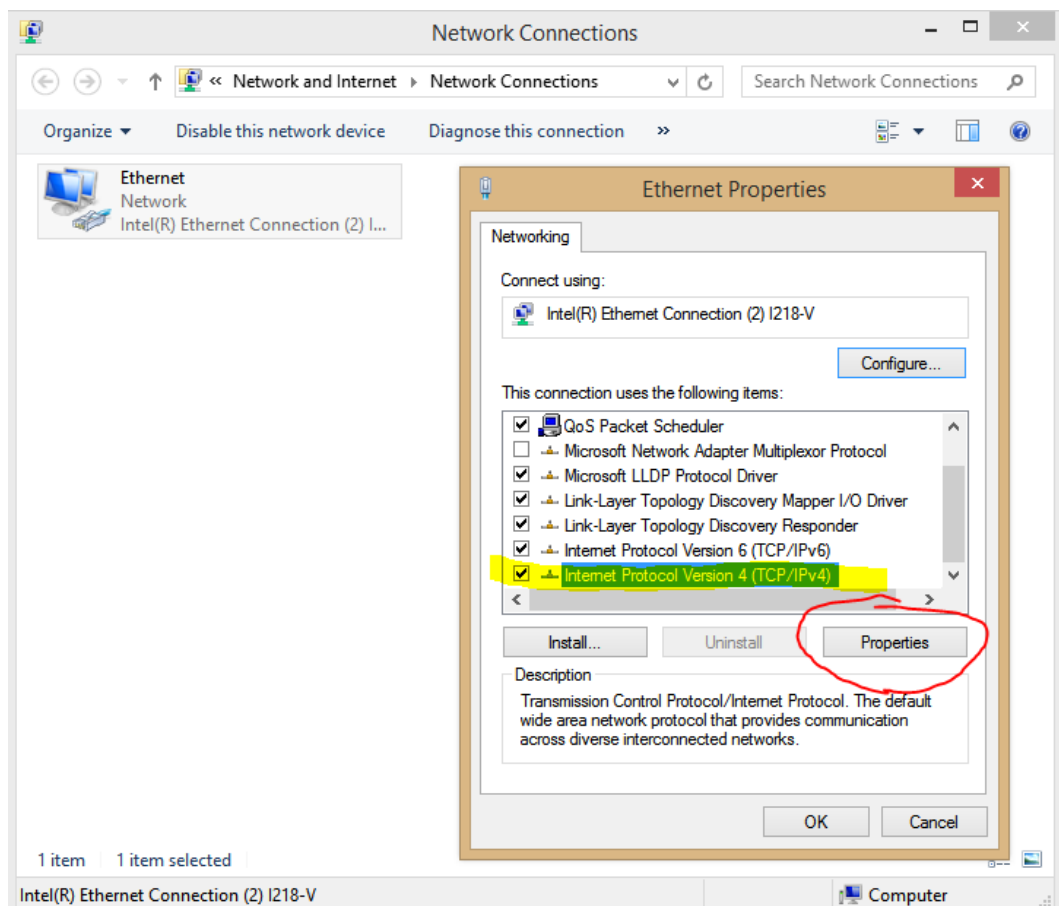 Network Connections
« Network and Internet Network Connections
Search Network Connections
Organize Disable this network device Diagnose this connection »
Ethernet
Network
Intel(R) Ethernet Connection (2) I...
Ethernet Properties
Networking
Connect using:
Intel(R) Ethernet Connection (2) I218-V
Configure...
This connection uses the following items:
QoS Packet Scheduler
Microsoft Network Adapter Multiplexor Protocol
Microsoft LLDP Protocol Driver
Link-Layer Topology Discovery Mapper I/O Driver
Link-Layer Topology Discovery Responder
Internet Protocol Version 6 (TCP/IPv6)
Internet Protocol Version 4 (TCP/IPv4)
Install... Uninstall Properties
Description
Transmission Control Protocol/Internet Protocol. The default
wide area network protocol that provides communication
across diverse interconnected networks.
OK Cancel
1 item 1 item selected
Intel(R) Ethernet Connection (2) I218-V Computer